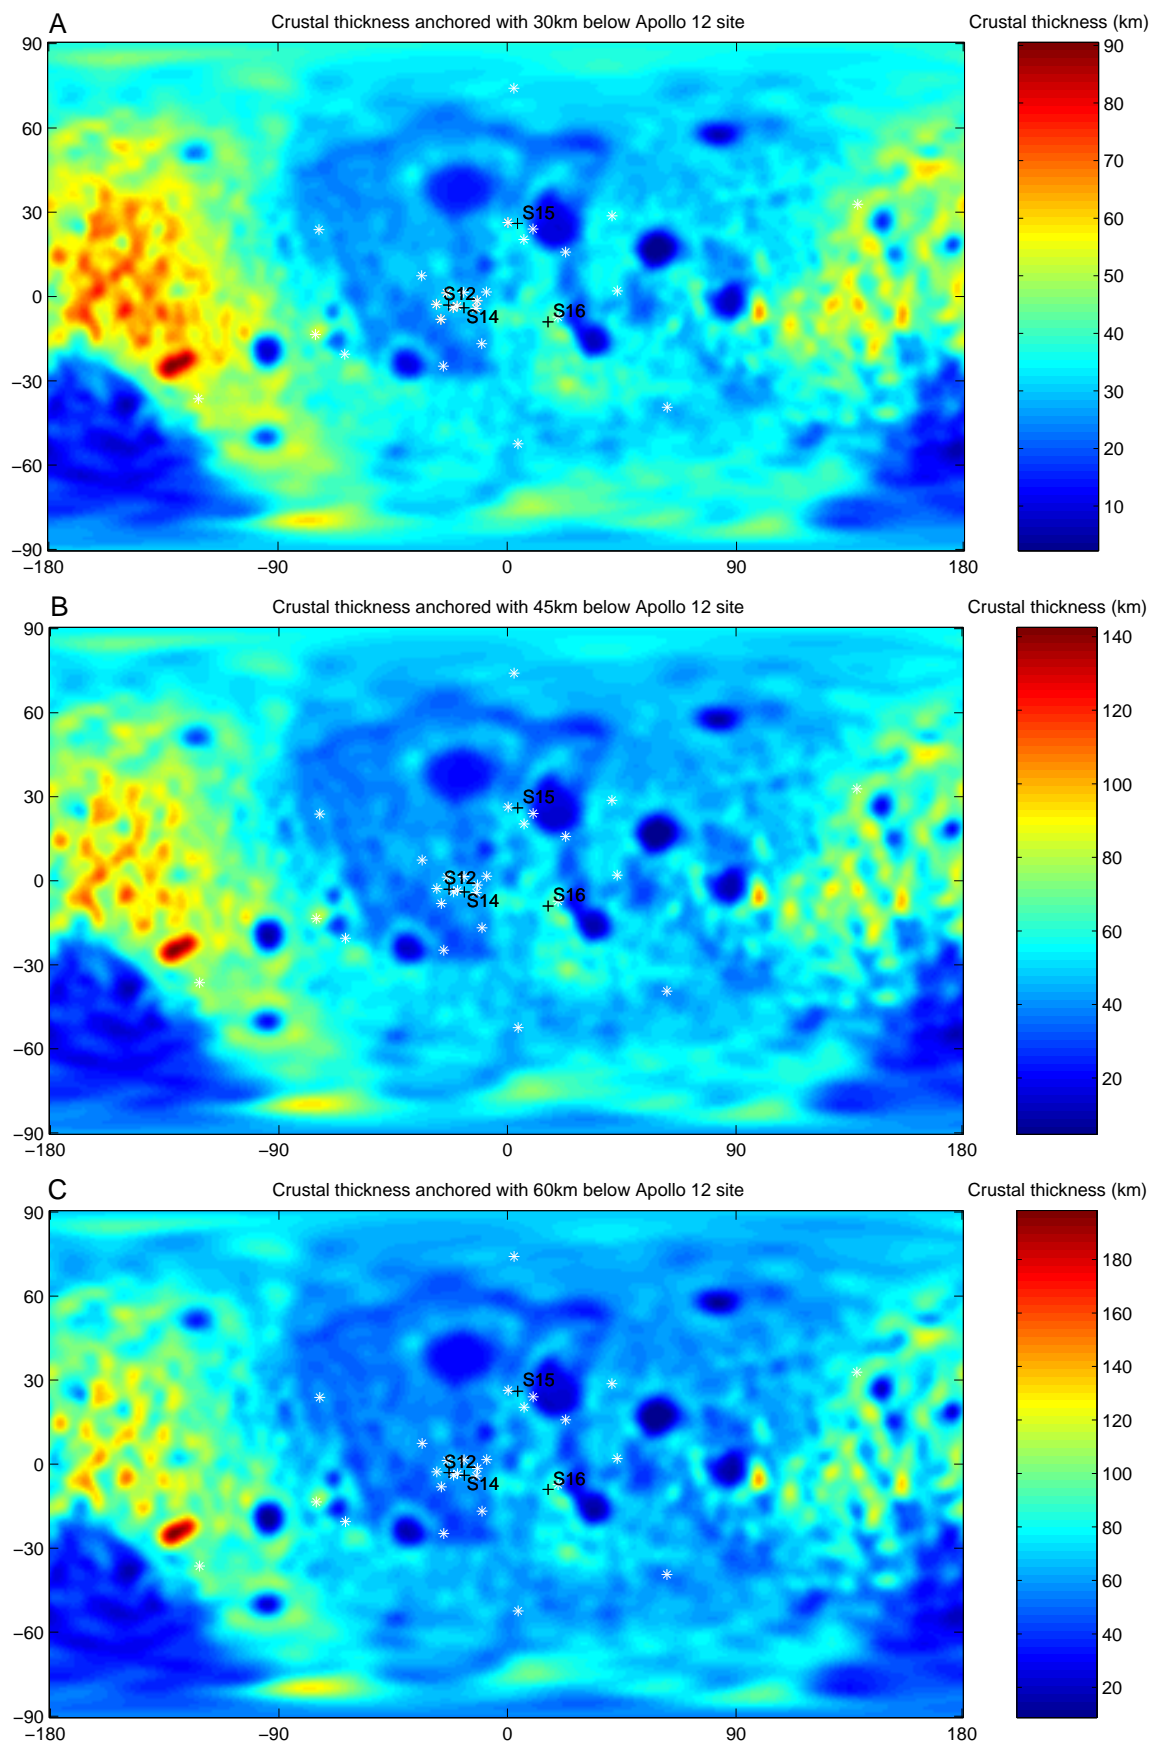 A
Crustal thickness anchored with 30km below Apollo 12 site
Crustal thickness (km)
90
60
30
0
−30
−60
−90
−180
−90
0
90
180
S15
S12
S14
S16
90
80
70
60
50
40
30
20
10
B
Crustal thickness anchored with 45km below Apollo 12 site
Crustal thickness (km)
90
60
30
0
−30
−60
−90
−180
−90
0
90
180
S15
S12
S14
S16
140
120
100
80
60
40
20
C
Crustal thickness anchored with 60km below Apollo 12 site
Crustal thickness (km)
90
60
30
0
−30
−60
−90
−180
−90
0
90
180
S15
S12
S14
S16
180
160
140
120
100
80
60
40
20